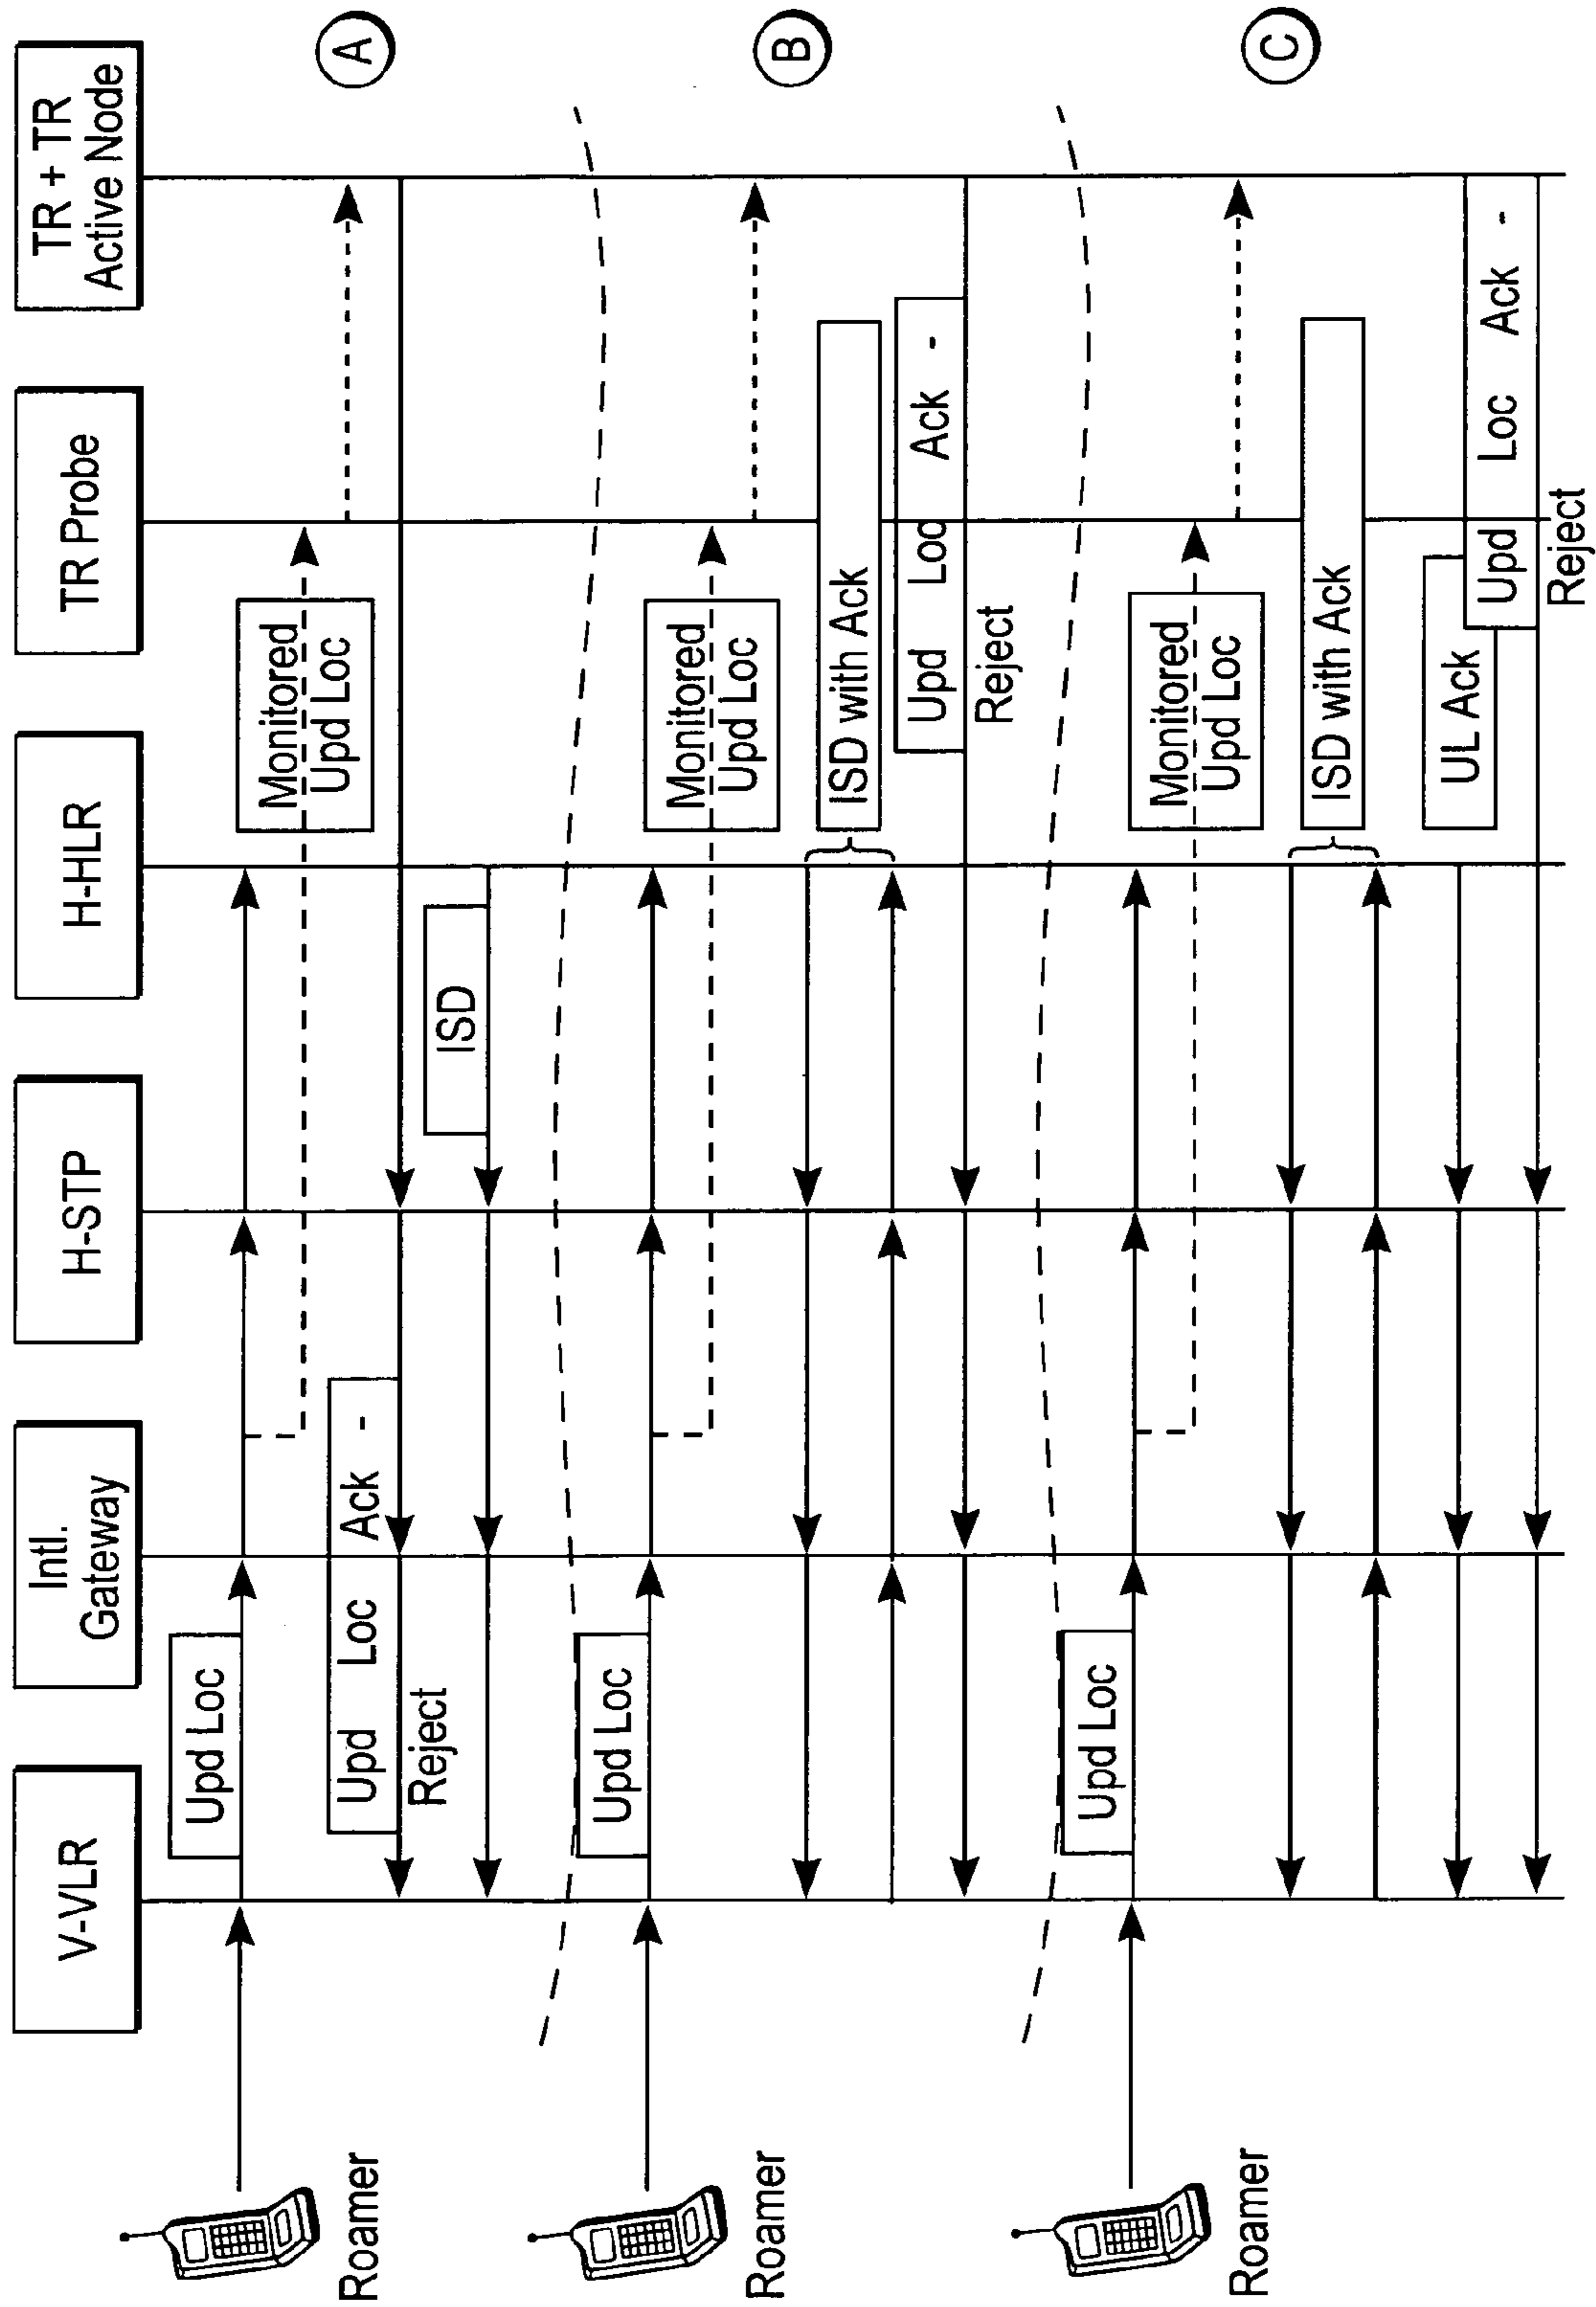 V-VLR
Intl.
Gateway
H-STP
H-HLR
TR Probe
TR + TR
Active Node
Roamer
Upd Loc
Monitored
Upd Loc
Upd Loc Ack -
Reject
ISD
A
Roamer
Upd Loc
Monitored
Upd Loc
ISD with Ack
Upd Loc Ack -
Reject
B
Roamer
Upd Loc
Monitored
Upd Loc
ISD with Ack
UL Ack
Upd Loc Ack -
Reject
C